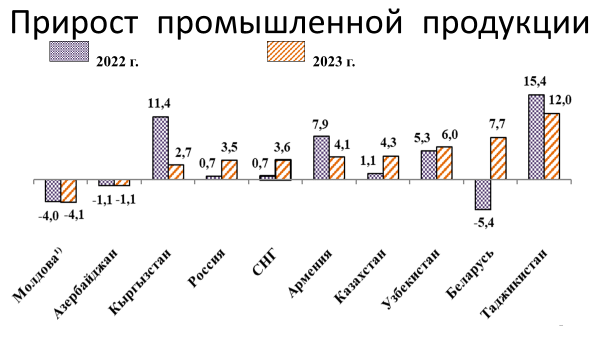 Прирост промышленной продукции
2022 г.
2023 г.
-4,0 -4,1
-1,1 -1,1
11,4 2,7
0,7 3,5
0,7 3,6
7,9 4,1
1,1 4,3
5,3 6,0
-5,4 7,7
15,4 12,0
Молдова¹⁾
Азербайджан
Кыргызстан
Россия
СНГ
Армения
Казахстан
Узбекистан
Беларусь
Таджикистан